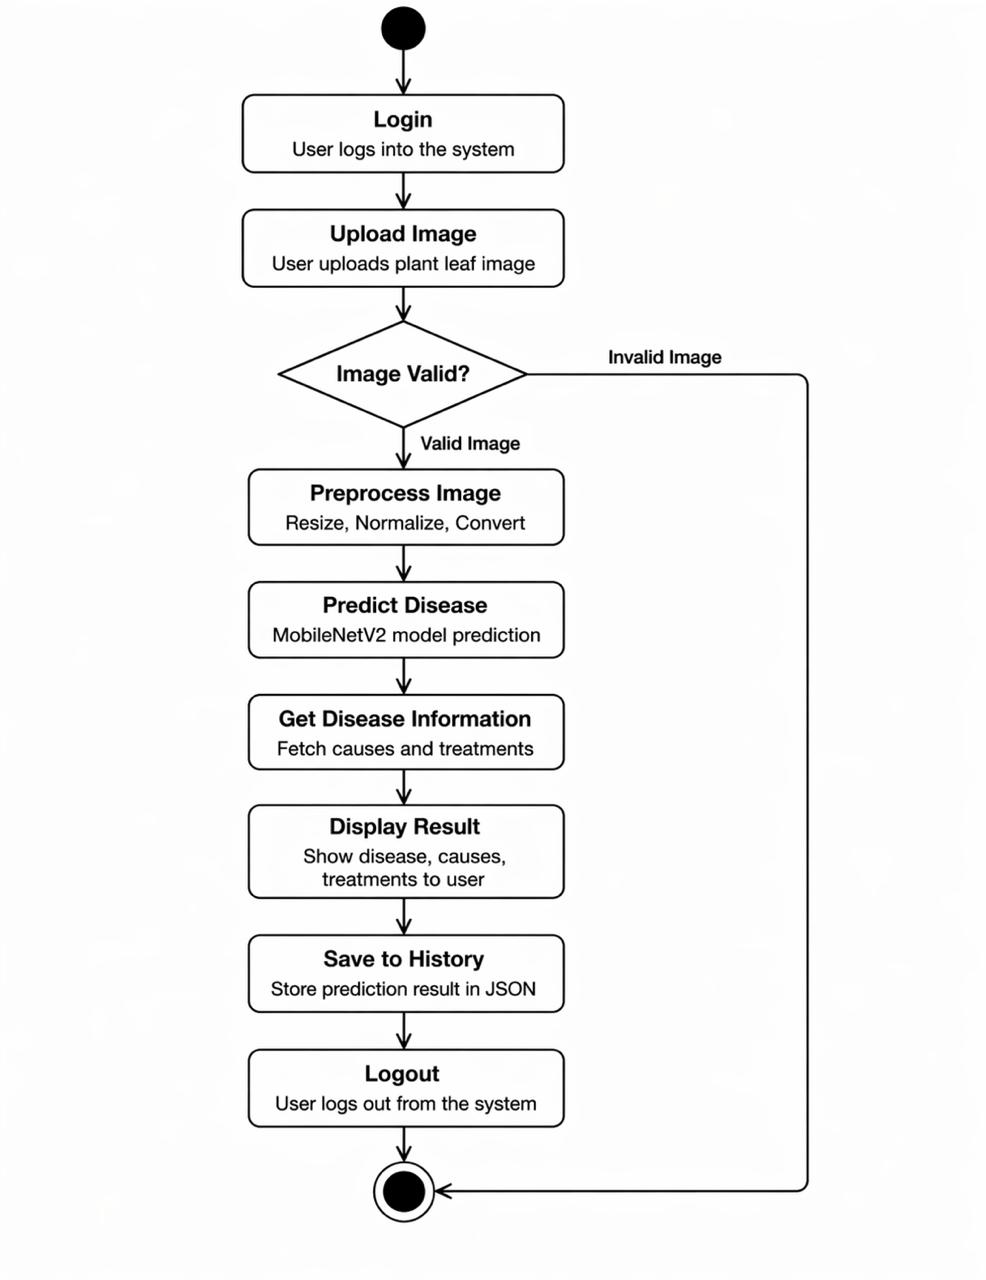 Login
User logs into the system
Upload Image
User uploads plant leaf image
Image Valid?
Invalid Image
Valid Image
Preprocess Image
Resize, Normalize, Convert
Predict Disease
MobileNetV2 model prediction
Get Disease Information
Fetch causes and treatments
Display Result
Show disease, causes,
treatments to user
Save to History
Store prediction result in JSON
Logout
User logs out from the system